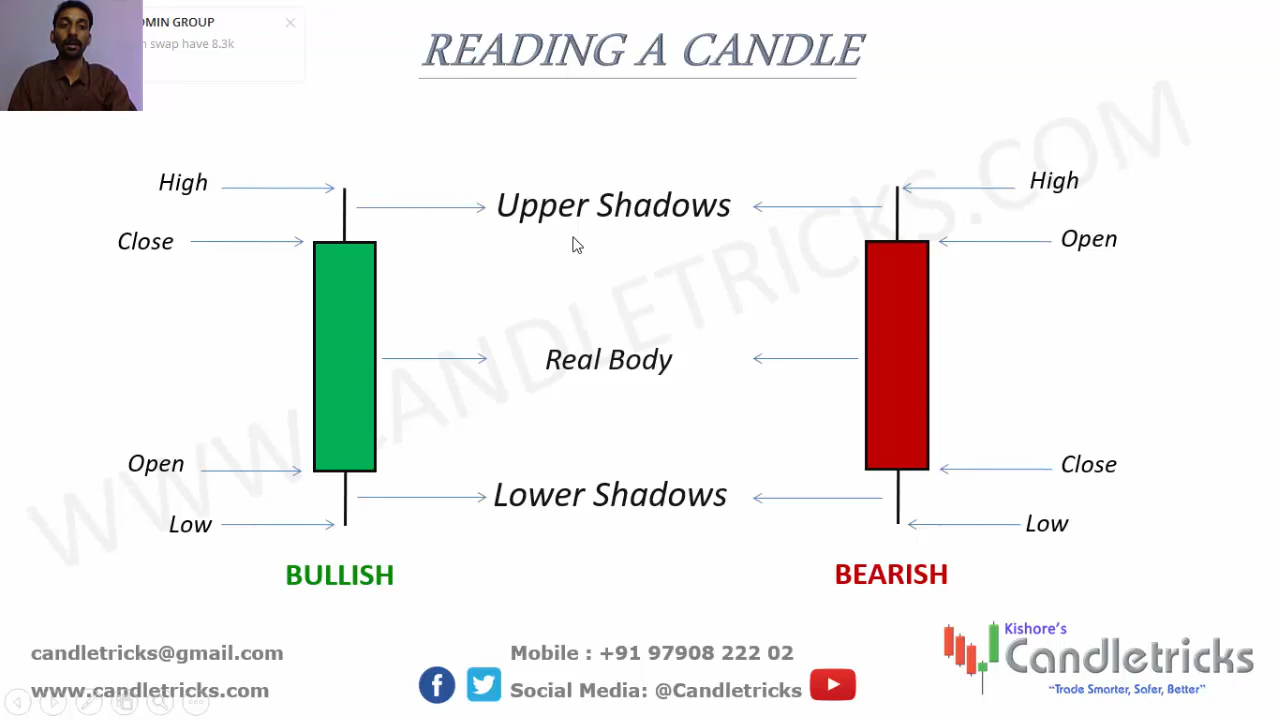 DMIN GROUP
swap have 8.3k
READING A CANDLE
High
Close
Open
Low
BULLISH
Upper Shadows
Real Body
Lower Shadows
High
Open
Close
Low
BEARISH
WWW.CANDLETRICKS.COM
candletricks@gmail.com
www.candletricks.com
Mobile : +91 97908 222 02
Social Media: @Candletricks
Kishore's
Candletricks
“Trade Smarter, Safer, Better”